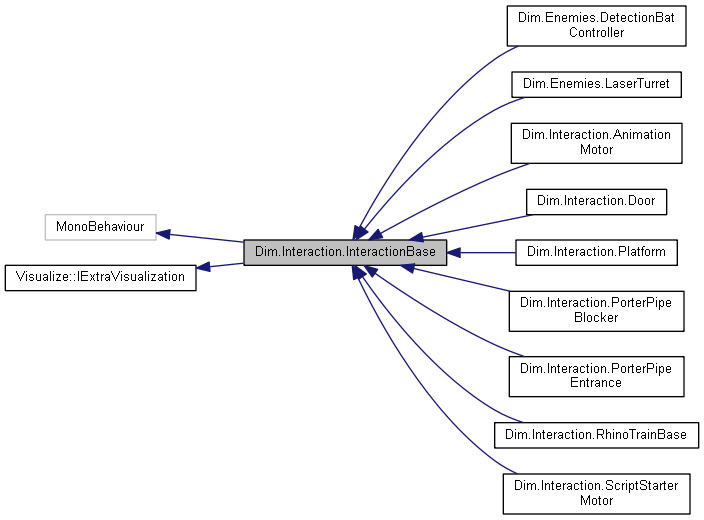 MonoBehaviour
Visualize::IExtraVisualization
Dim.Interaction.InteractionBase
Dim.Enemies.DetectionBat
Controller
Dim.Enemies.LaserTurret
Dim.Interaction.Animation
Motor
Dim.Interaction.Door
Dim.Interaction.Platform
Dim.Interaction.PorterPipe
Blocker
Dim.Interaction.PorterPipe
Entrance
Dim.Interaction.RhinoTrainBase
Dim.Interaction.ScriptStarter
Motor